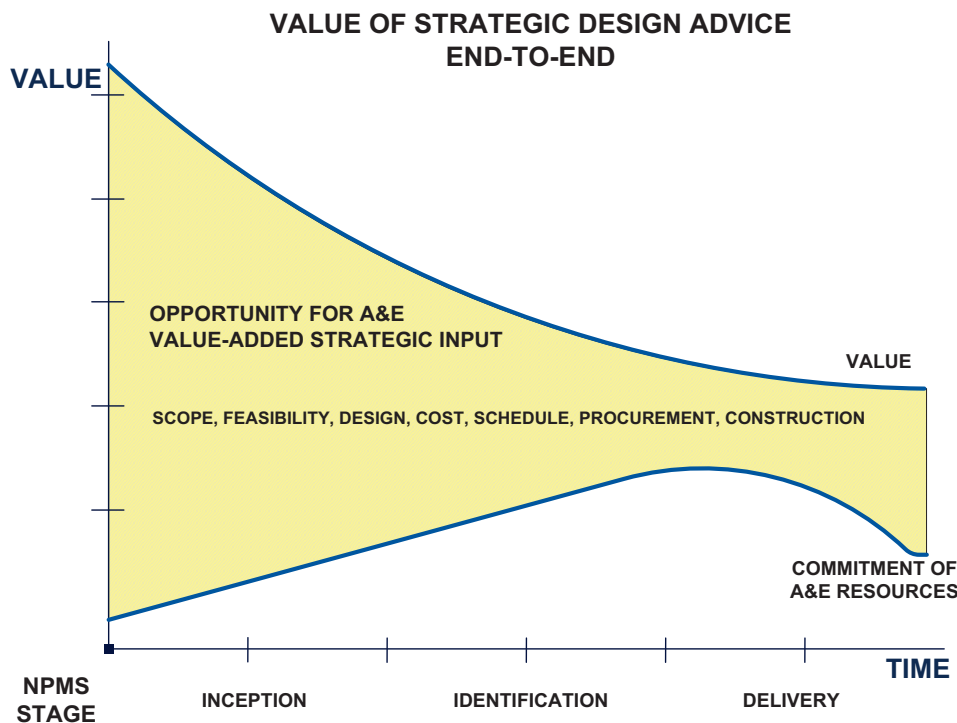 VALUE OF STRATEGIC DESIGN ADVICE
END-TO-END
VALUE
OPPORTUNITY FOR A&E
VALUE-ADDED STRATEGIC INPUT
VALUE
SCOPE, FEASIBILITY, DESIGN, COST, SCHEDULE, PROCUREMENT, CONSTRUCTION
COMMITMENT OF
A&E RESOURCES
TIME
NPMS
STAGE
INCEPTION
IDENTIFICATION
DELIVERY